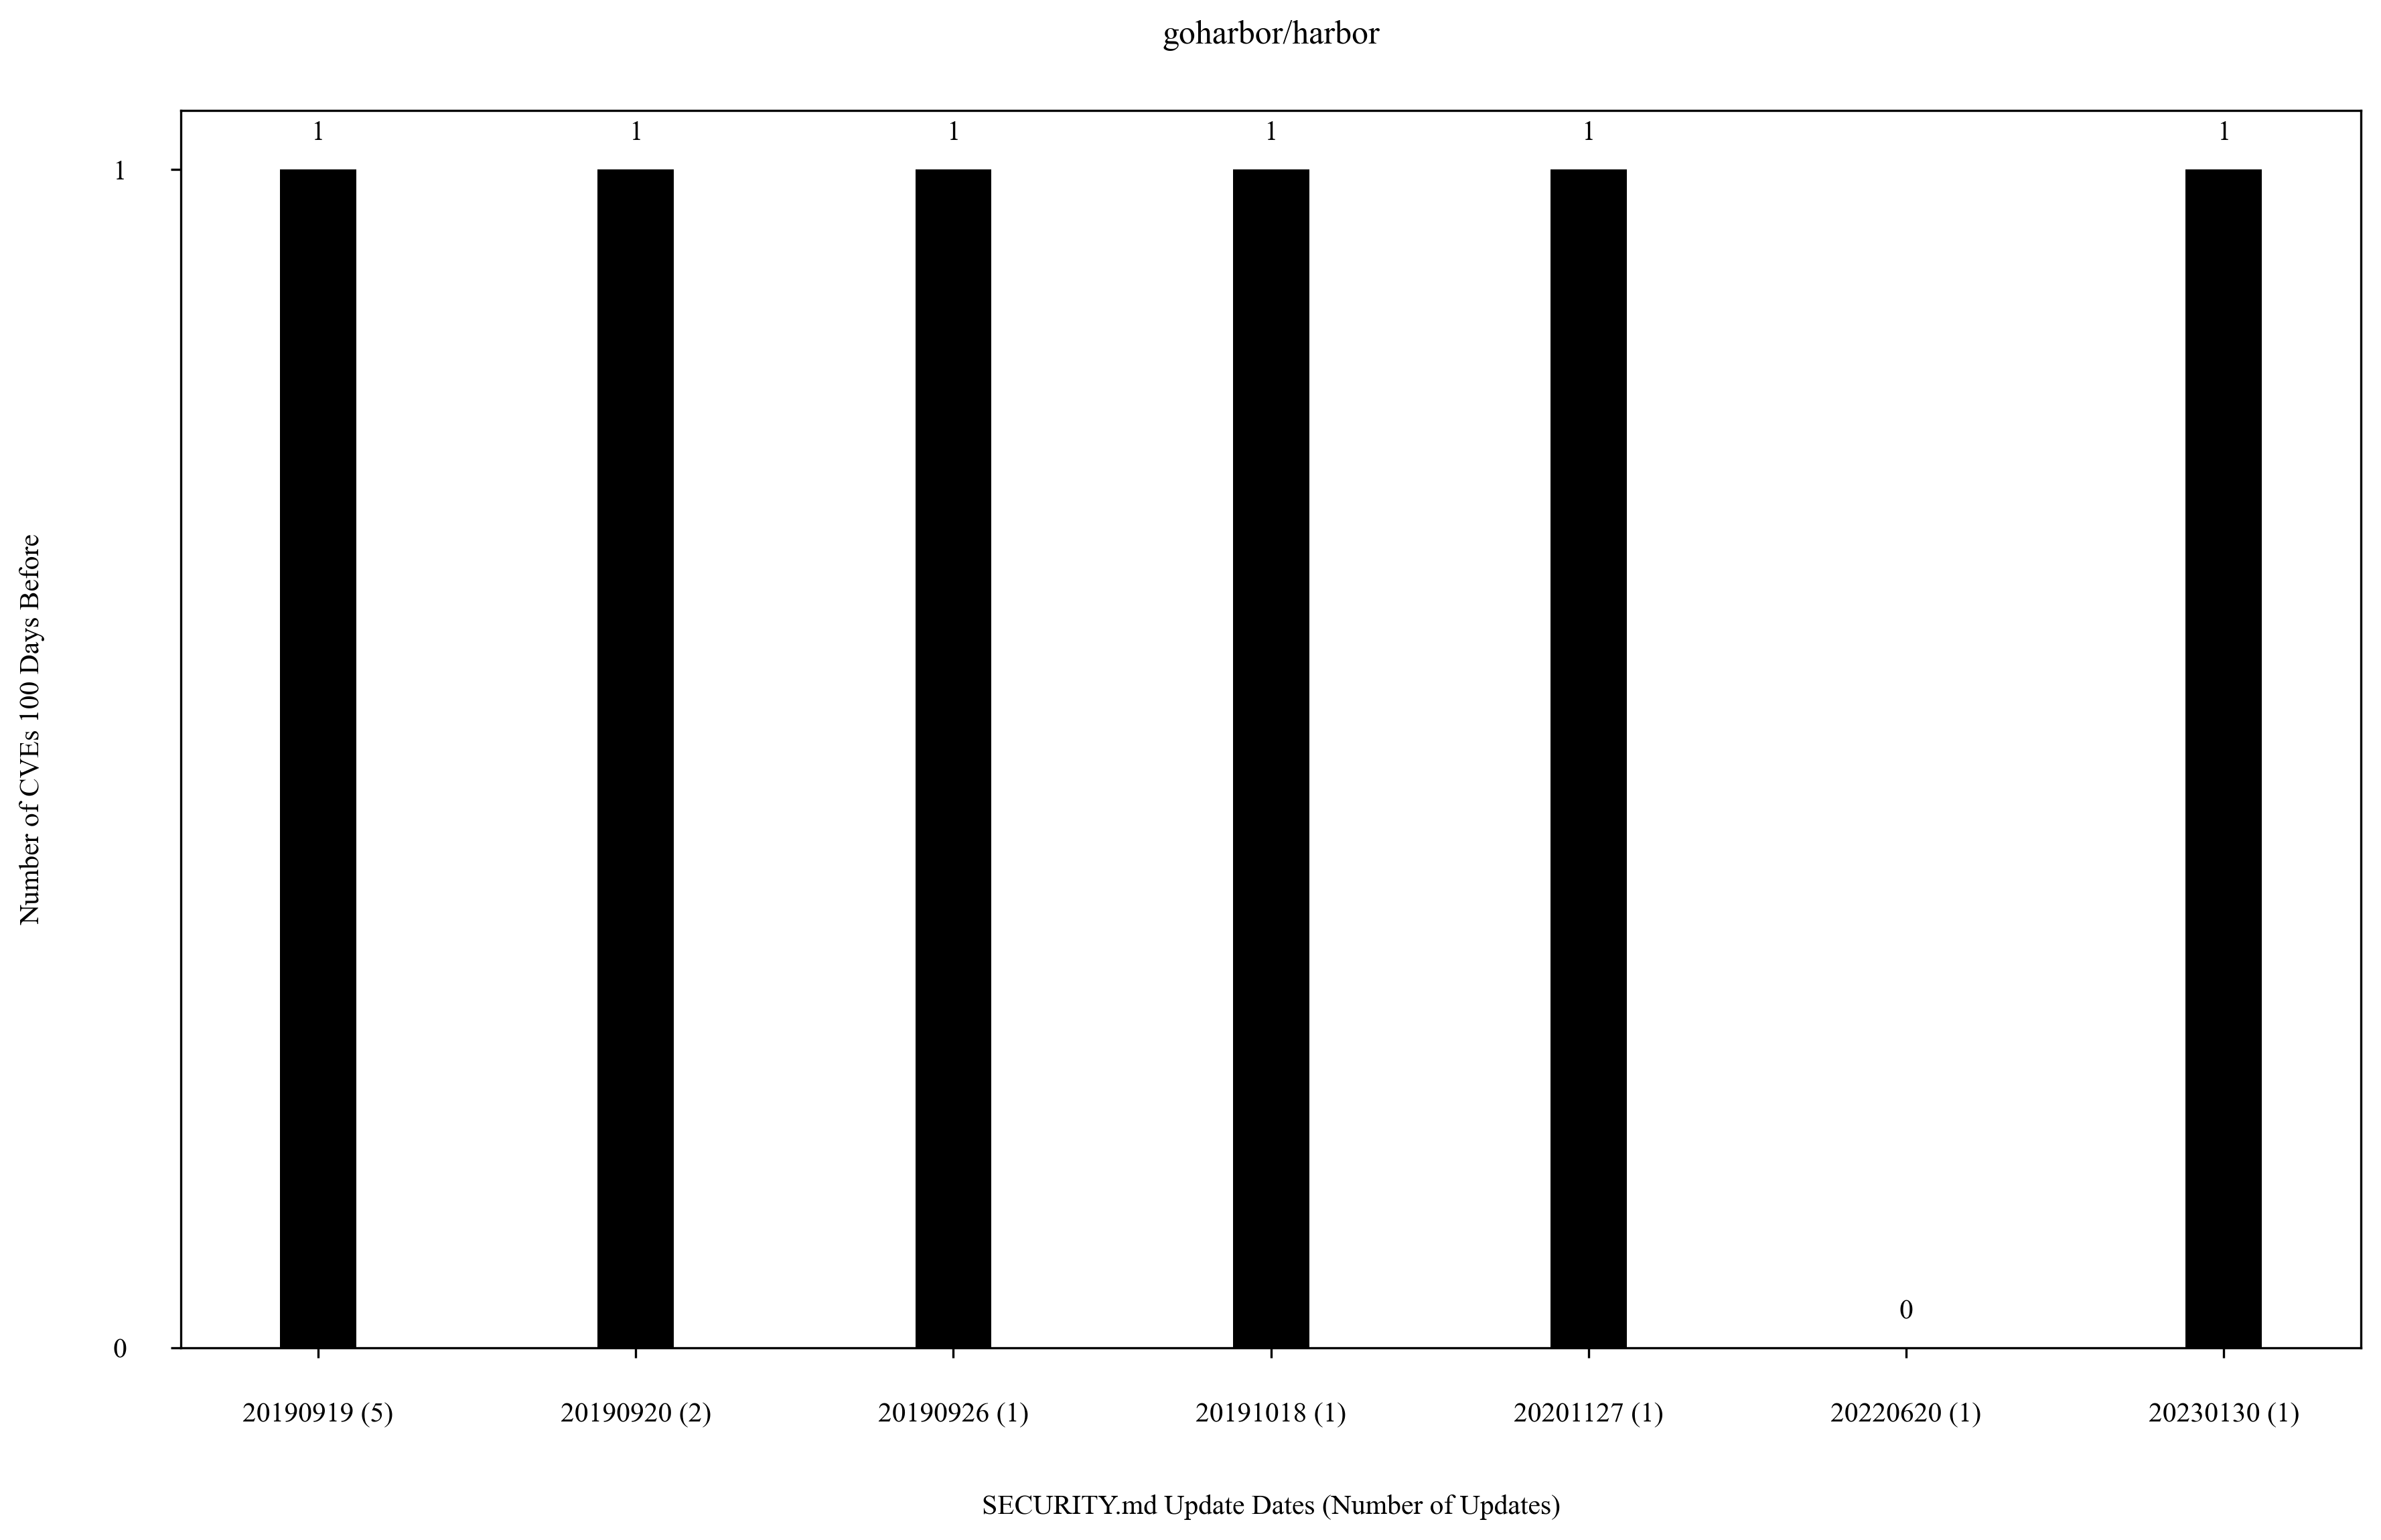 goharbor/harbor
1 1 1 1 1 1
1
Number of CVEs 100 Days Before
0
0
20190919 (5) 20190920 (2) 20190926 (1) 20191018 (1) 20201127 (1) 20220620 (1) 20230130 (1)
SECURITY.md Update Dates (Number of Updates)